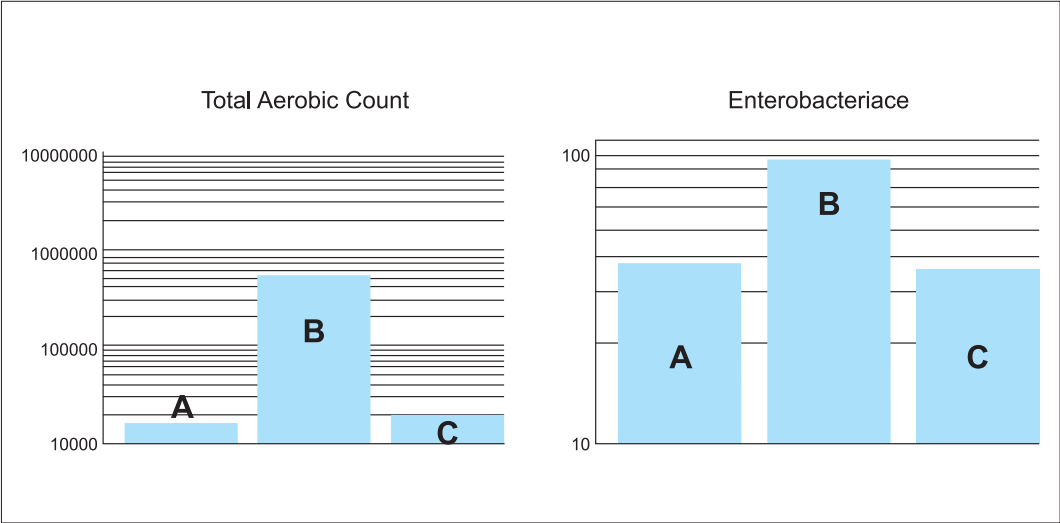 Total Aerobic Count
10000000
1000000
100000
10000
A
B
C
Enterobacteriace
100
10
A
B
C